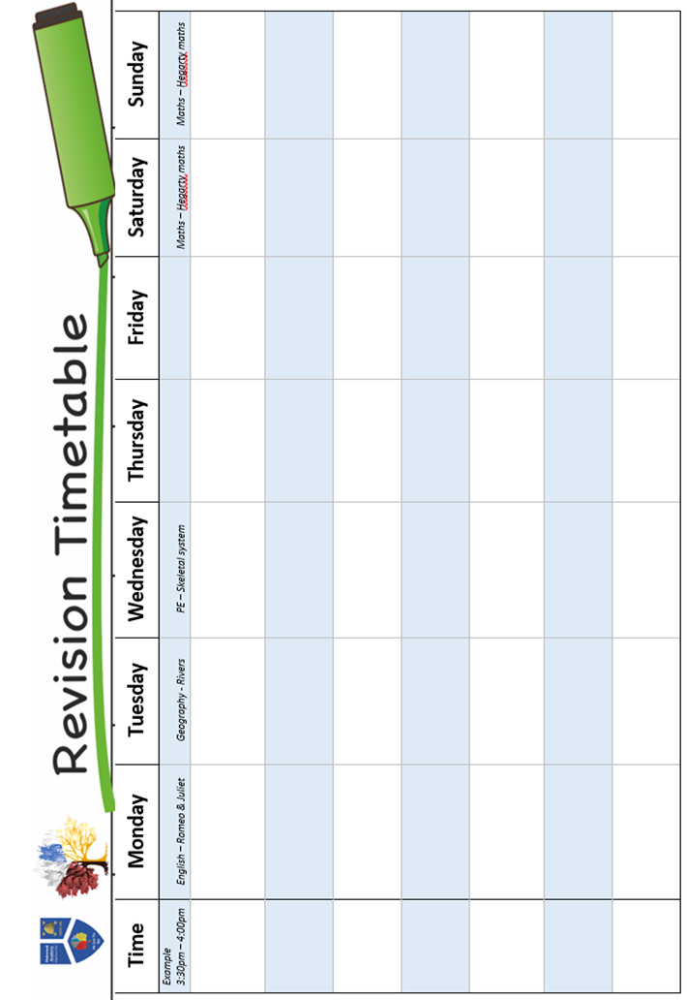 Revision Timetable
Time
Monday
Tuesday
Wednesday
Thursday
Friday
Saturday
Sunday
Example
3:30pm – 4:00pm
English – Romeo & Juliet
Geography - Rivers
PE – Skeletal system
Maths – Hegarty maths
Maths – Hegarty maths